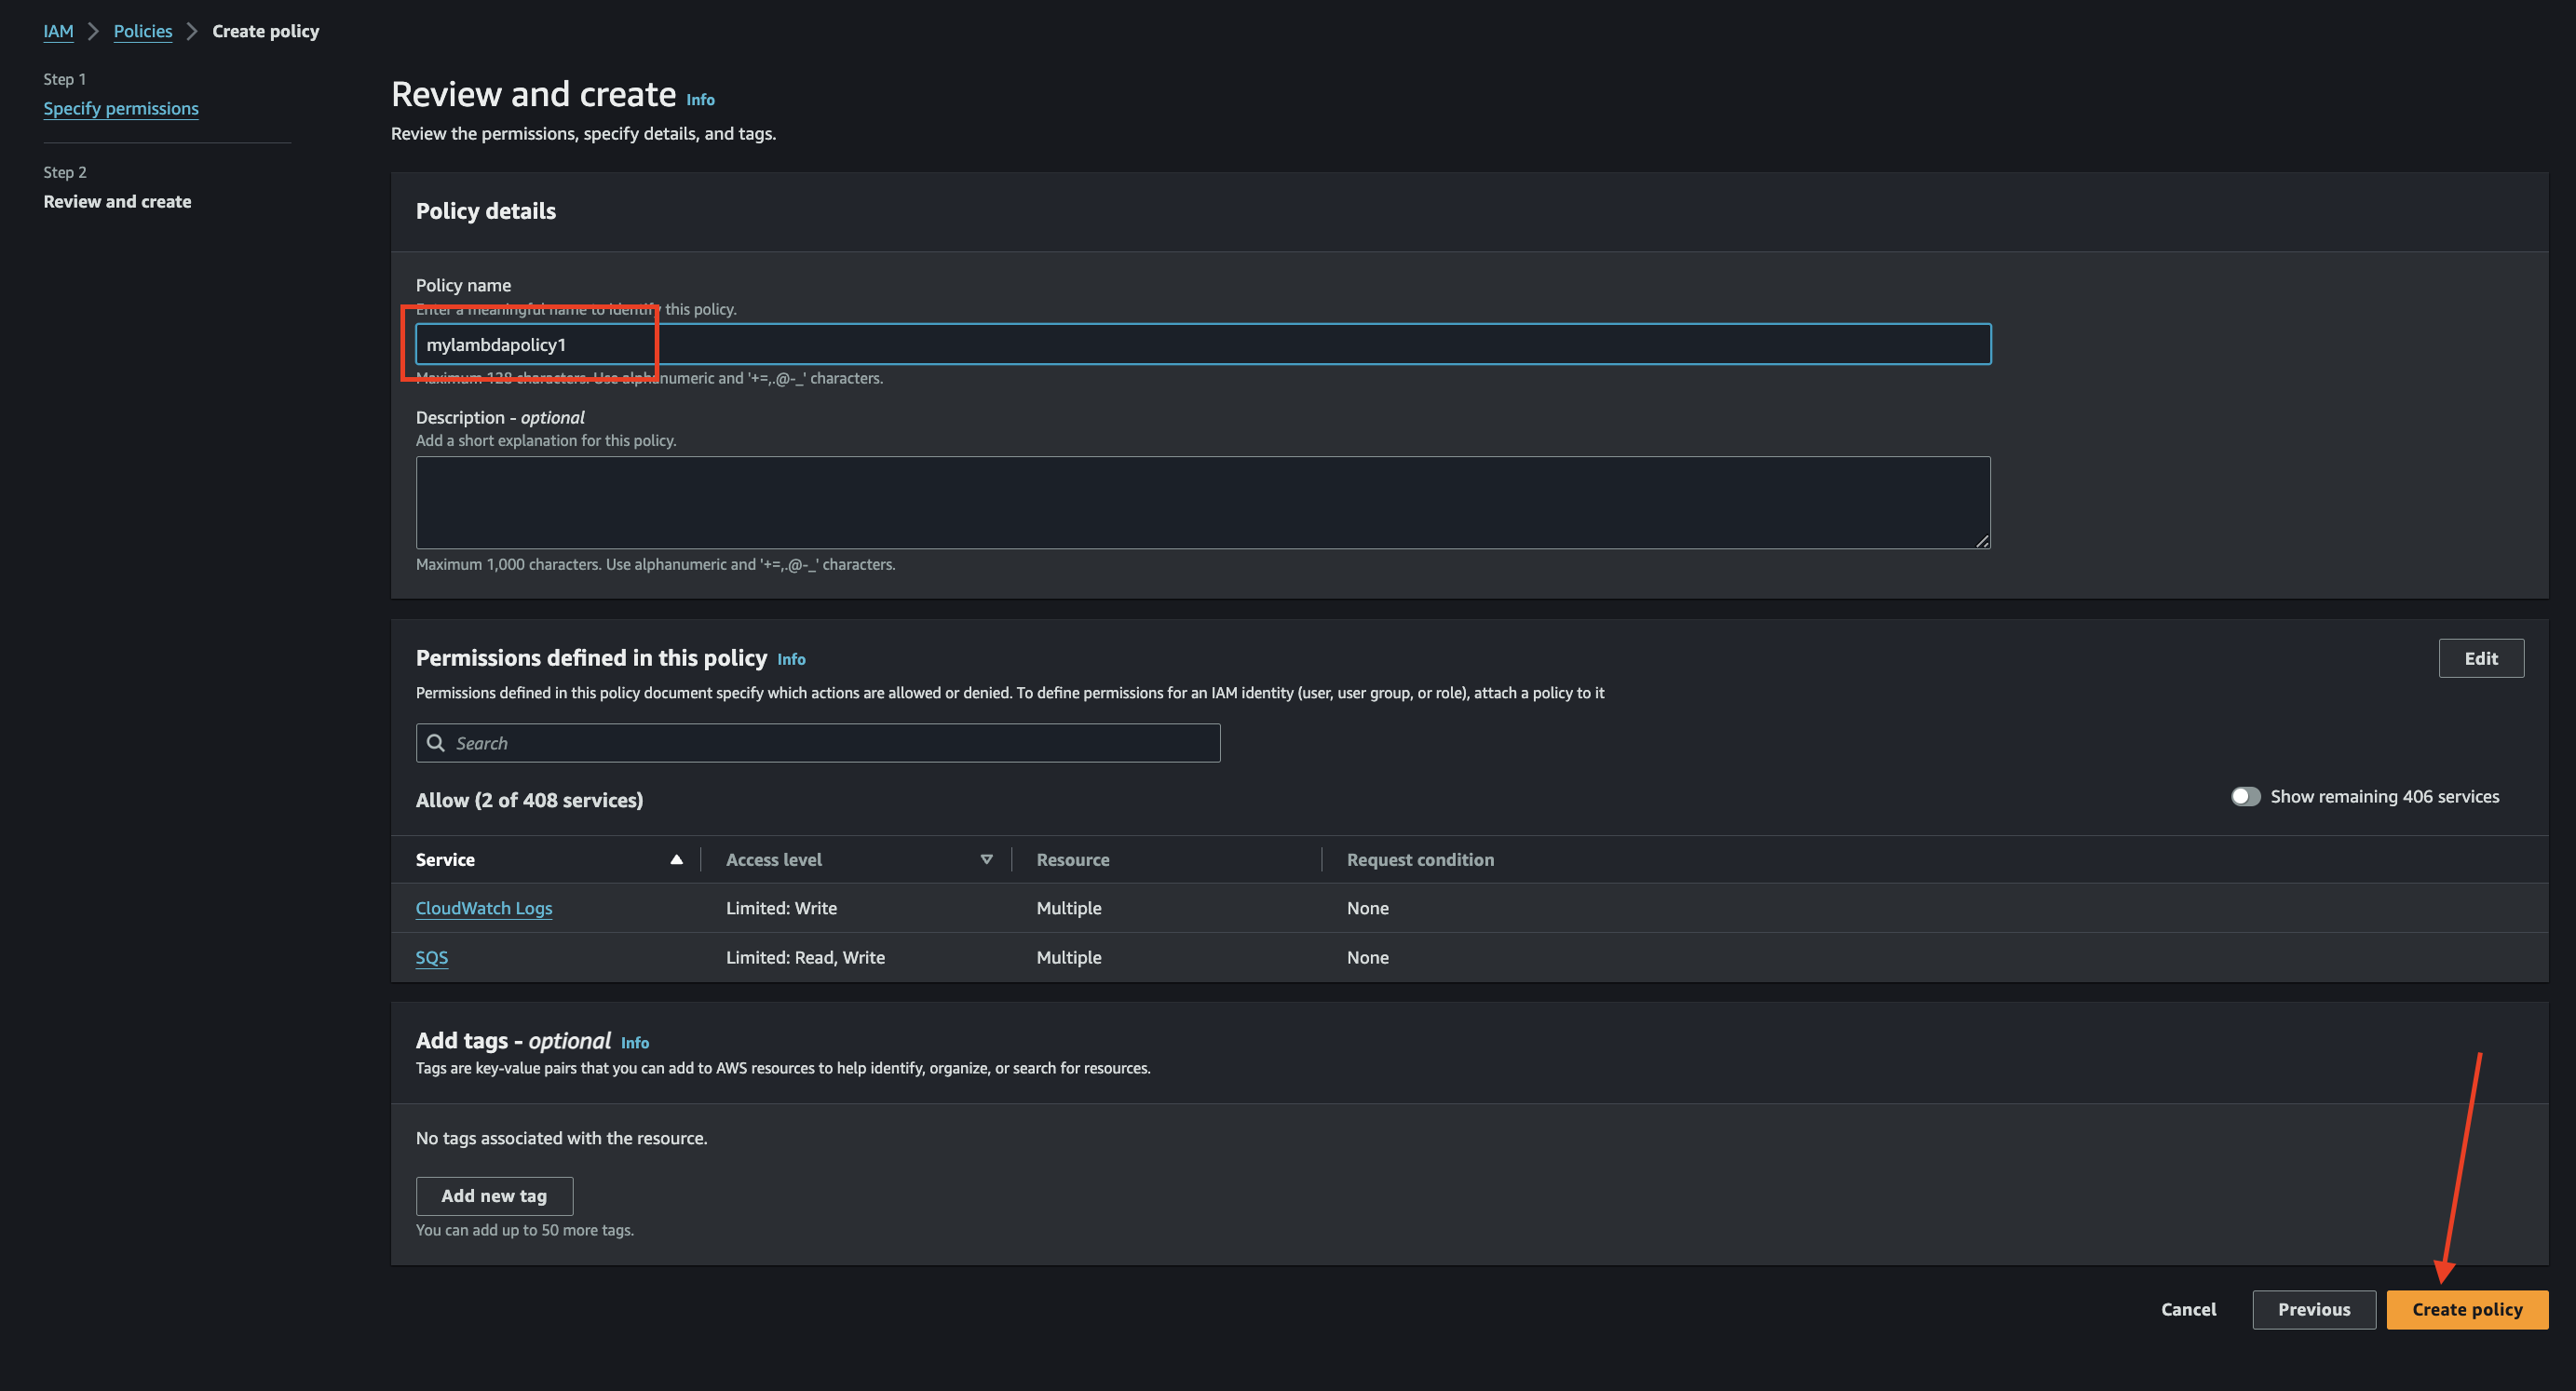 IAM > Policies > Create policy
Step 1
Specify permissions
Step 2
Review and create
Review and create Info
Review the permissions, specify details, and tags.
Policy details
Policy name
Enter a meaningful name to identify this policy.
mylambdapolicy1
Maximum 128 characters. Use alphanumeric and '+=,.@-_' characters.
Description - optional
Add a short explanation for this policy.
Maximum 1,000 characters. Use alphanumeric and '+=,.@-_' characters.
Permissions defined in this policy Info
Edit
Permissions defined in this policy document specify which actions are allowed or denied. To define permissions for an IAM identity (user, user group, or role), attach a policy to it
Search
Allow (2 of 408 services)
Show remaining 406 services
Service Access level Resource Request condition
CloudWatch Logs Limited: Write Multiple None
SQS Limited: Read, Write Multiple None
Add tags - optional Info
Tags are key-value pairs that you can add to AWS resources to help identify, organize, or search for resources.
No tags associated with the resource.
Add new tag
You can add up to 50 more tags.
Cancel Previous Create policy